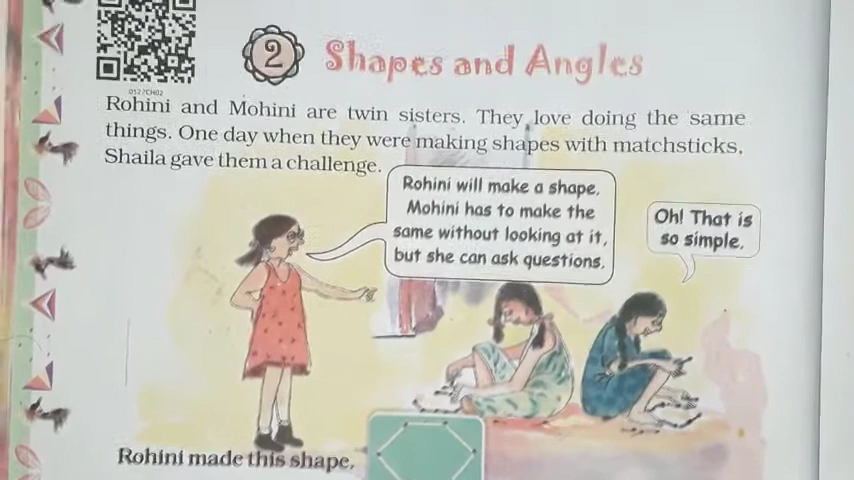 0527CH02
2
Shapes and Angles
Rohini and Mohini are twin sisters. They love doing the same
things. One day when they were making shapes with matchsticks,
Shaila gave them a challenge.
Rohini will make a shape.
Mohini has to make the
same without looking at it,
but she can ask questions.
Oh! That is
so simple.
Rohini made this shape.